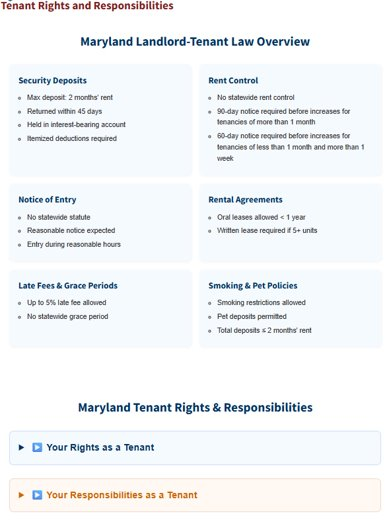 Tenant Rights and Responsibilities
Maryland Landlord-Tenant Law Overview
Security Deposits
Max deposit: 2 months' rent
Returned within 45 days
Held in interest-bearing account
Itemized deductions required
Rent Control
No statewide rent control
90-day notice required before increases for
tenancies of more than 1 month
60-day notice required before increases for
tenancies of less than 1 month and more than 1
week
Notice of Entry
No statewide statute
Reasonable notice expected
Entry during reasonable hours
Rental Agreements
Oral leases allowed < 1 year
Written lease required if 5+ units
Late Fees & Grace Periods
Up to 5% late fee allowed
No statewide grace period
Smoking & Pet Policies
Smoking restrictions allowed
Pet deposits permitted
Total deposits ≤ 2 months' rent
Maryland Tenant Rights & Responsibilities
Your Rights as a Tenant
Your Responsibilities as a Tenant